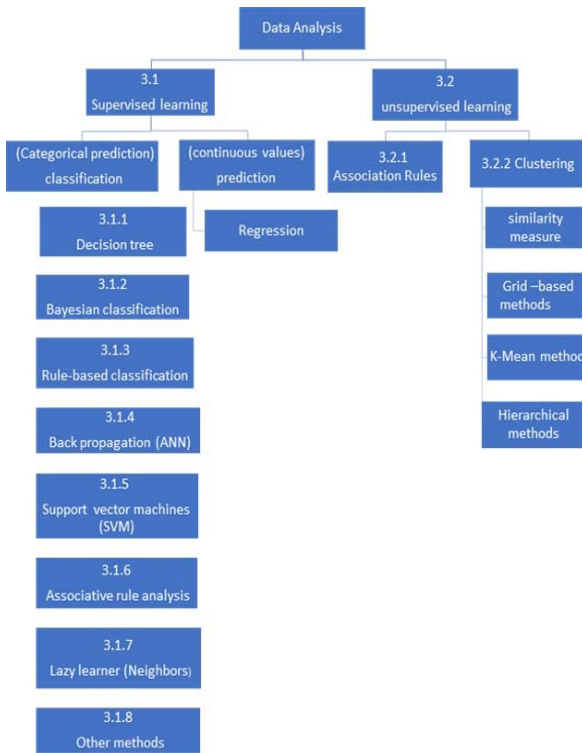 Data Analysis
3.1
Supervised learning
3.2
unsupervised learning
(Categorical prediction)
classification
(continuous values)
prediction
3.2.1
Association Rules
3.2.2 Clustering
3.1.1
Decision tree
Regression
similarity
measure
3.1.2
Bayesian classification
Grid –based
methods
3.1.3
Rule-based classification
K-Mean method
3.1.4
Back propagation (ANN)
Hierarchical
methods
3.1.5
Support vector machines
(SVM)
3.1.6
Associative rule analysis
3.1.7
Lazy learner (Neighbors)
3.1.8
Other methods